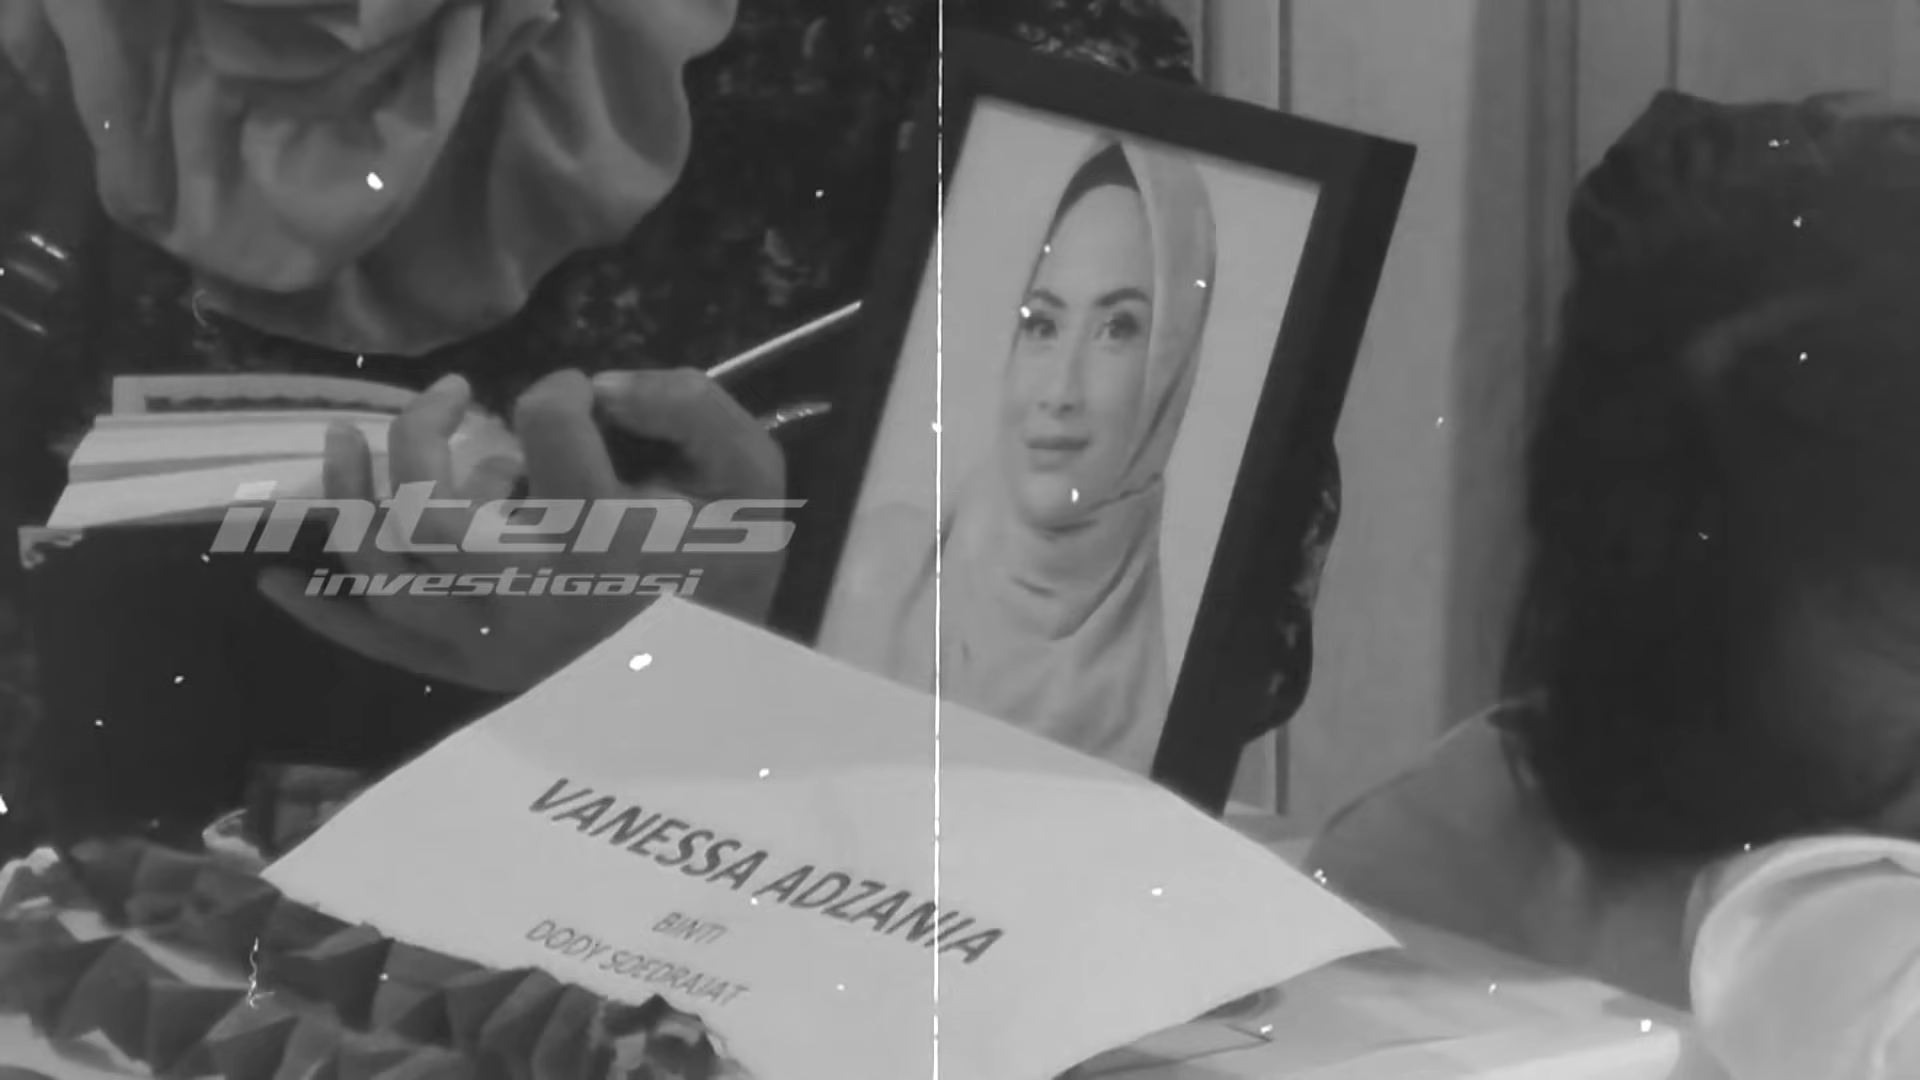 intens
investigasi
VANESSA ADZANIA
BINTI
DODY SOEDRAJAT